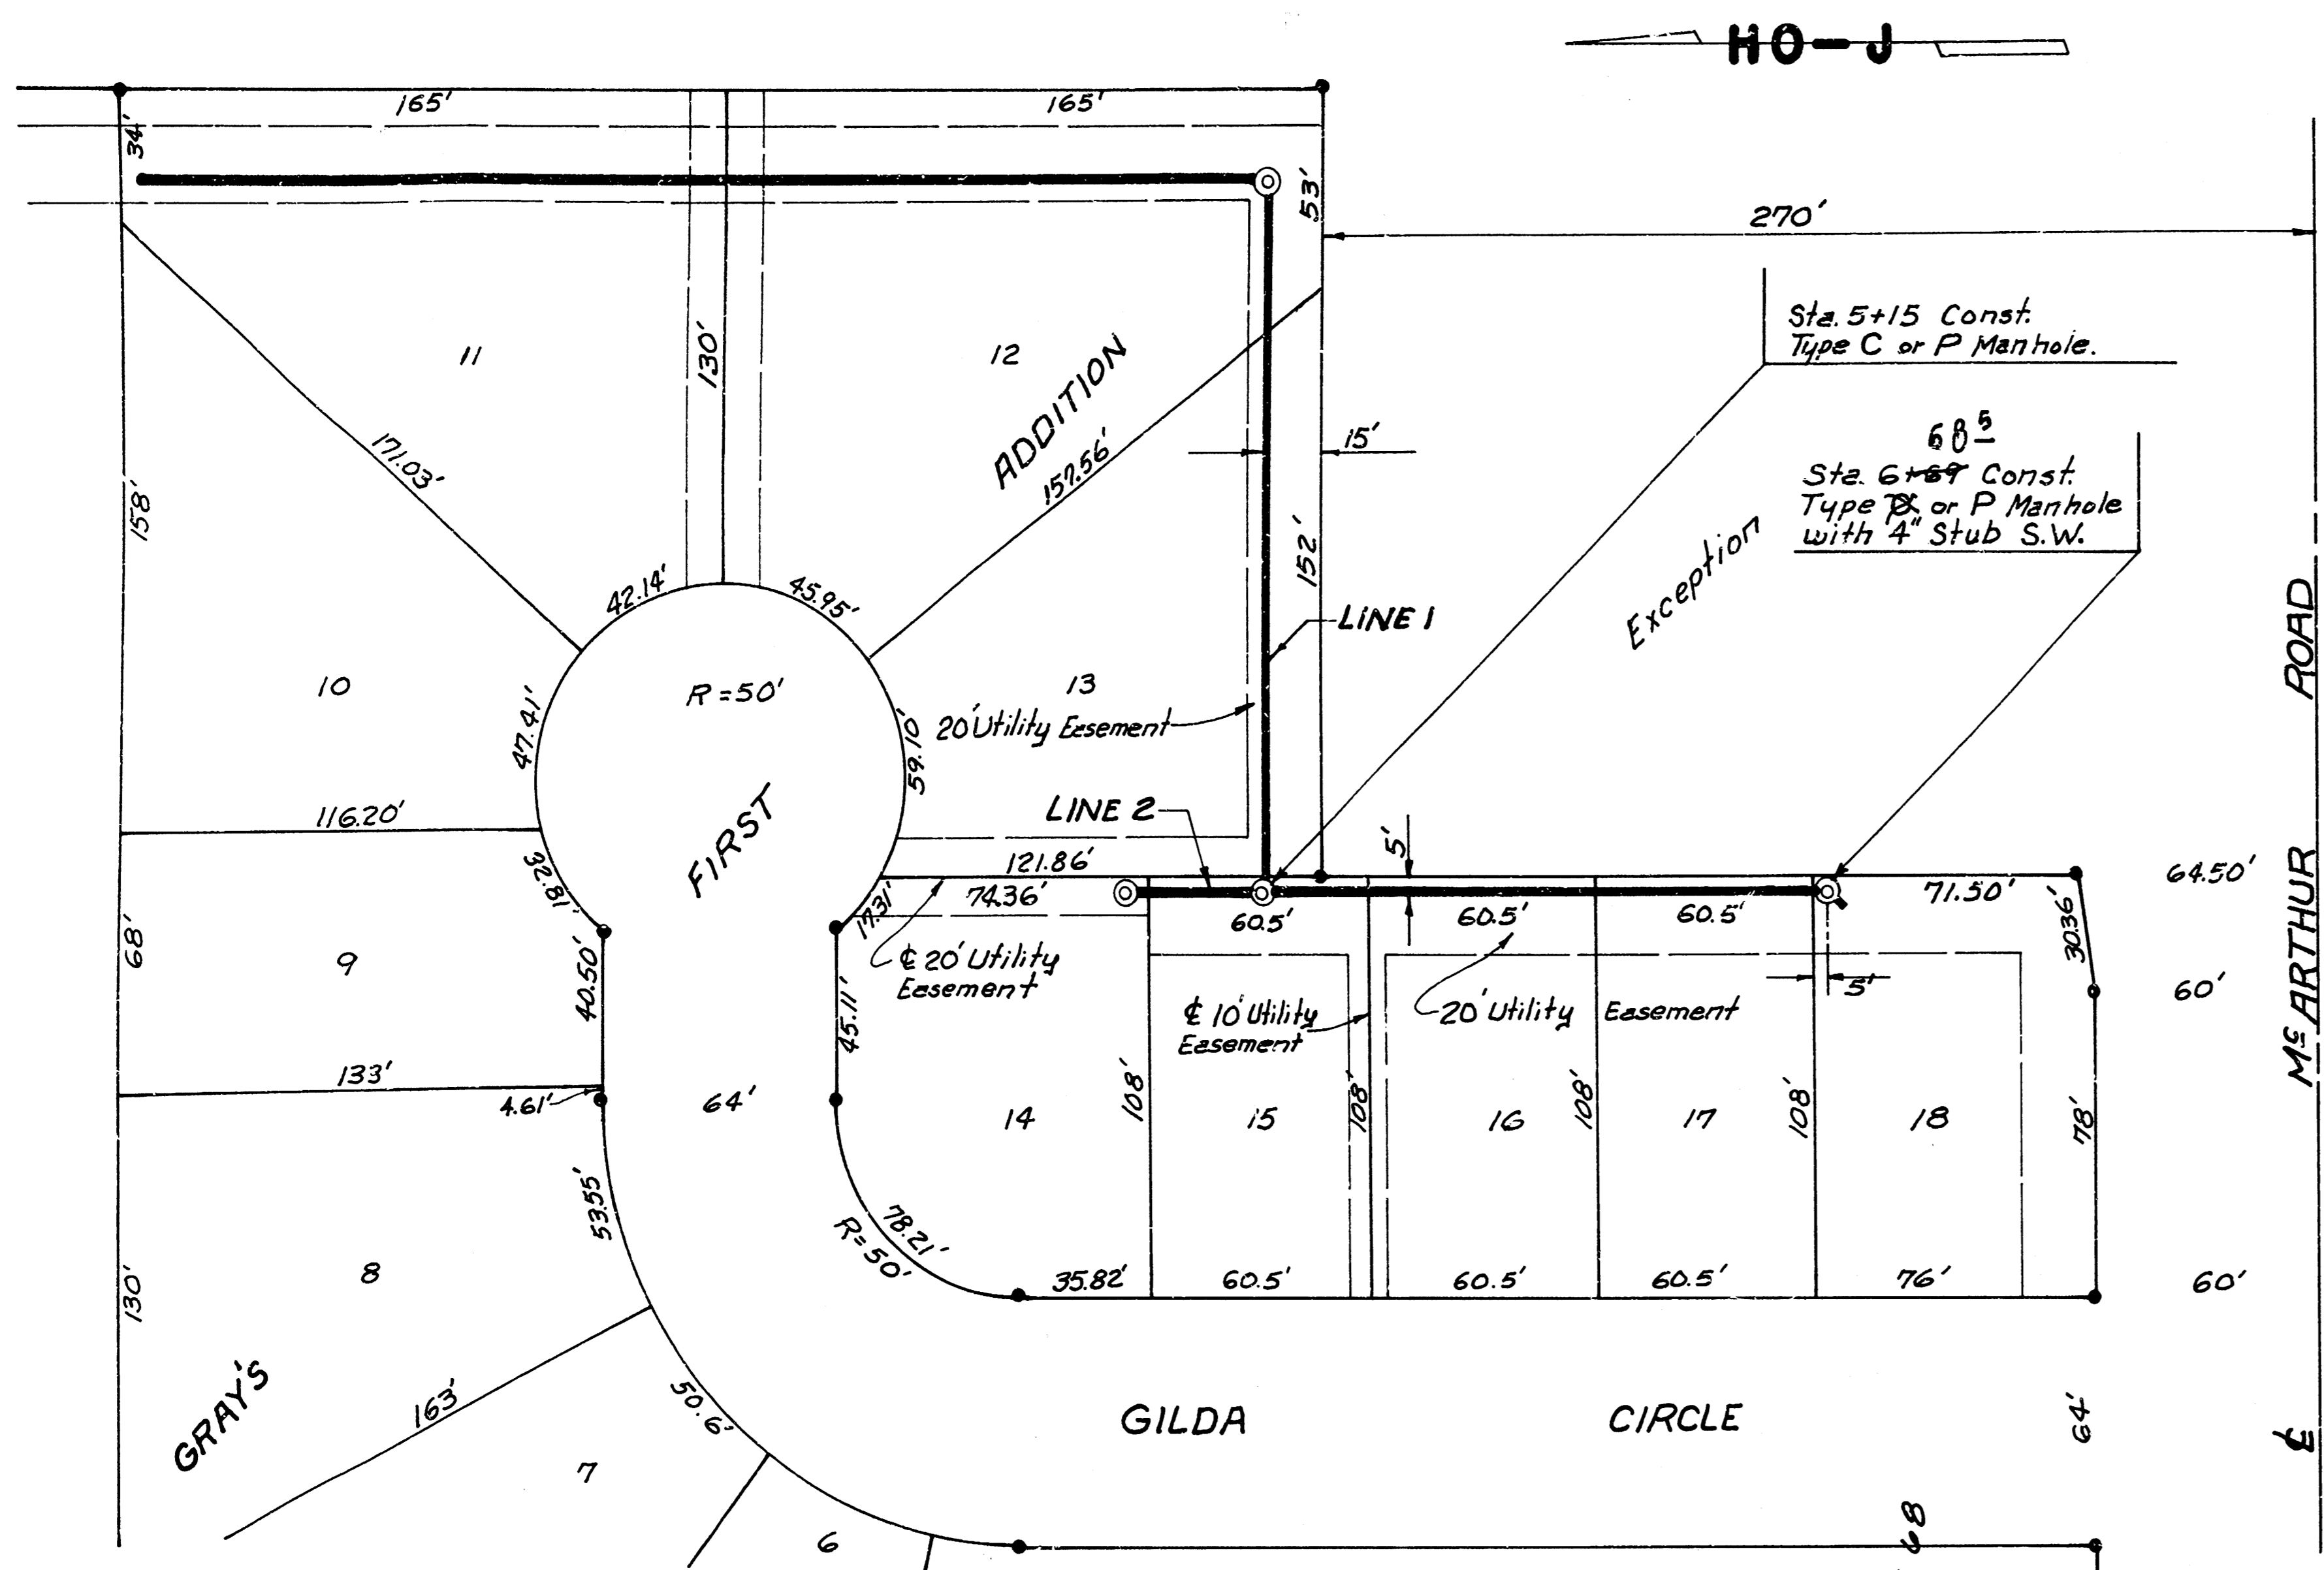 HO-J
165'
165'
34'
53'
270'
Sta. 5+15 Const.
Type C or P Manhole.
68 5
Sta. 6+69 Const.
Type or P Manhole
with 4" Stub S.W.
11
130'
12
ADDITION
15'
171.03'
157.56'
158'
152'
Exception
42.14'
45.95'
LINE 1
ROAD
10
R=50'
13
20' Utility Easement
47.41'
59.10'
116.20'
FIRST
LINE 2
5'
121.86'
64.50'
32.81'
17.31'
74.36'
60.5'
60.5'
60.5'
71.50'
30.36'
68'
9
40.50'
45.11'
℄ 20' Utility
Easement
℄ 10' Utility
Easement
20' Utility Easement
5'
60'
McARTHUR
133'
4.61'
64'
14
108'
15
108'
16
108'
17
108'
18
78'
53.55'
78.21'
R=50'
8
130'
35.82'
60.5'
60.5'
60.5'
76'
60'
GRAY'S
163'
50.6'
GILDA
CIRCLE
64'
℄
7
6
68